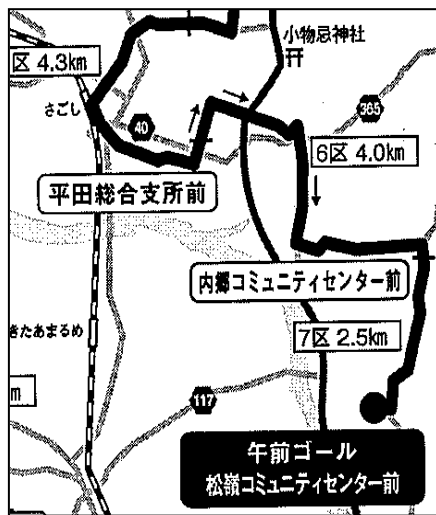 小物忌神社
区 4.3km
さごし
40
365
6区 4.0km
平田総合支所前
内郷コミュニティセンター前
きたあまるめ
7区 2.5km
m
117
午前ゴール
松嶺コミュニティセンター前